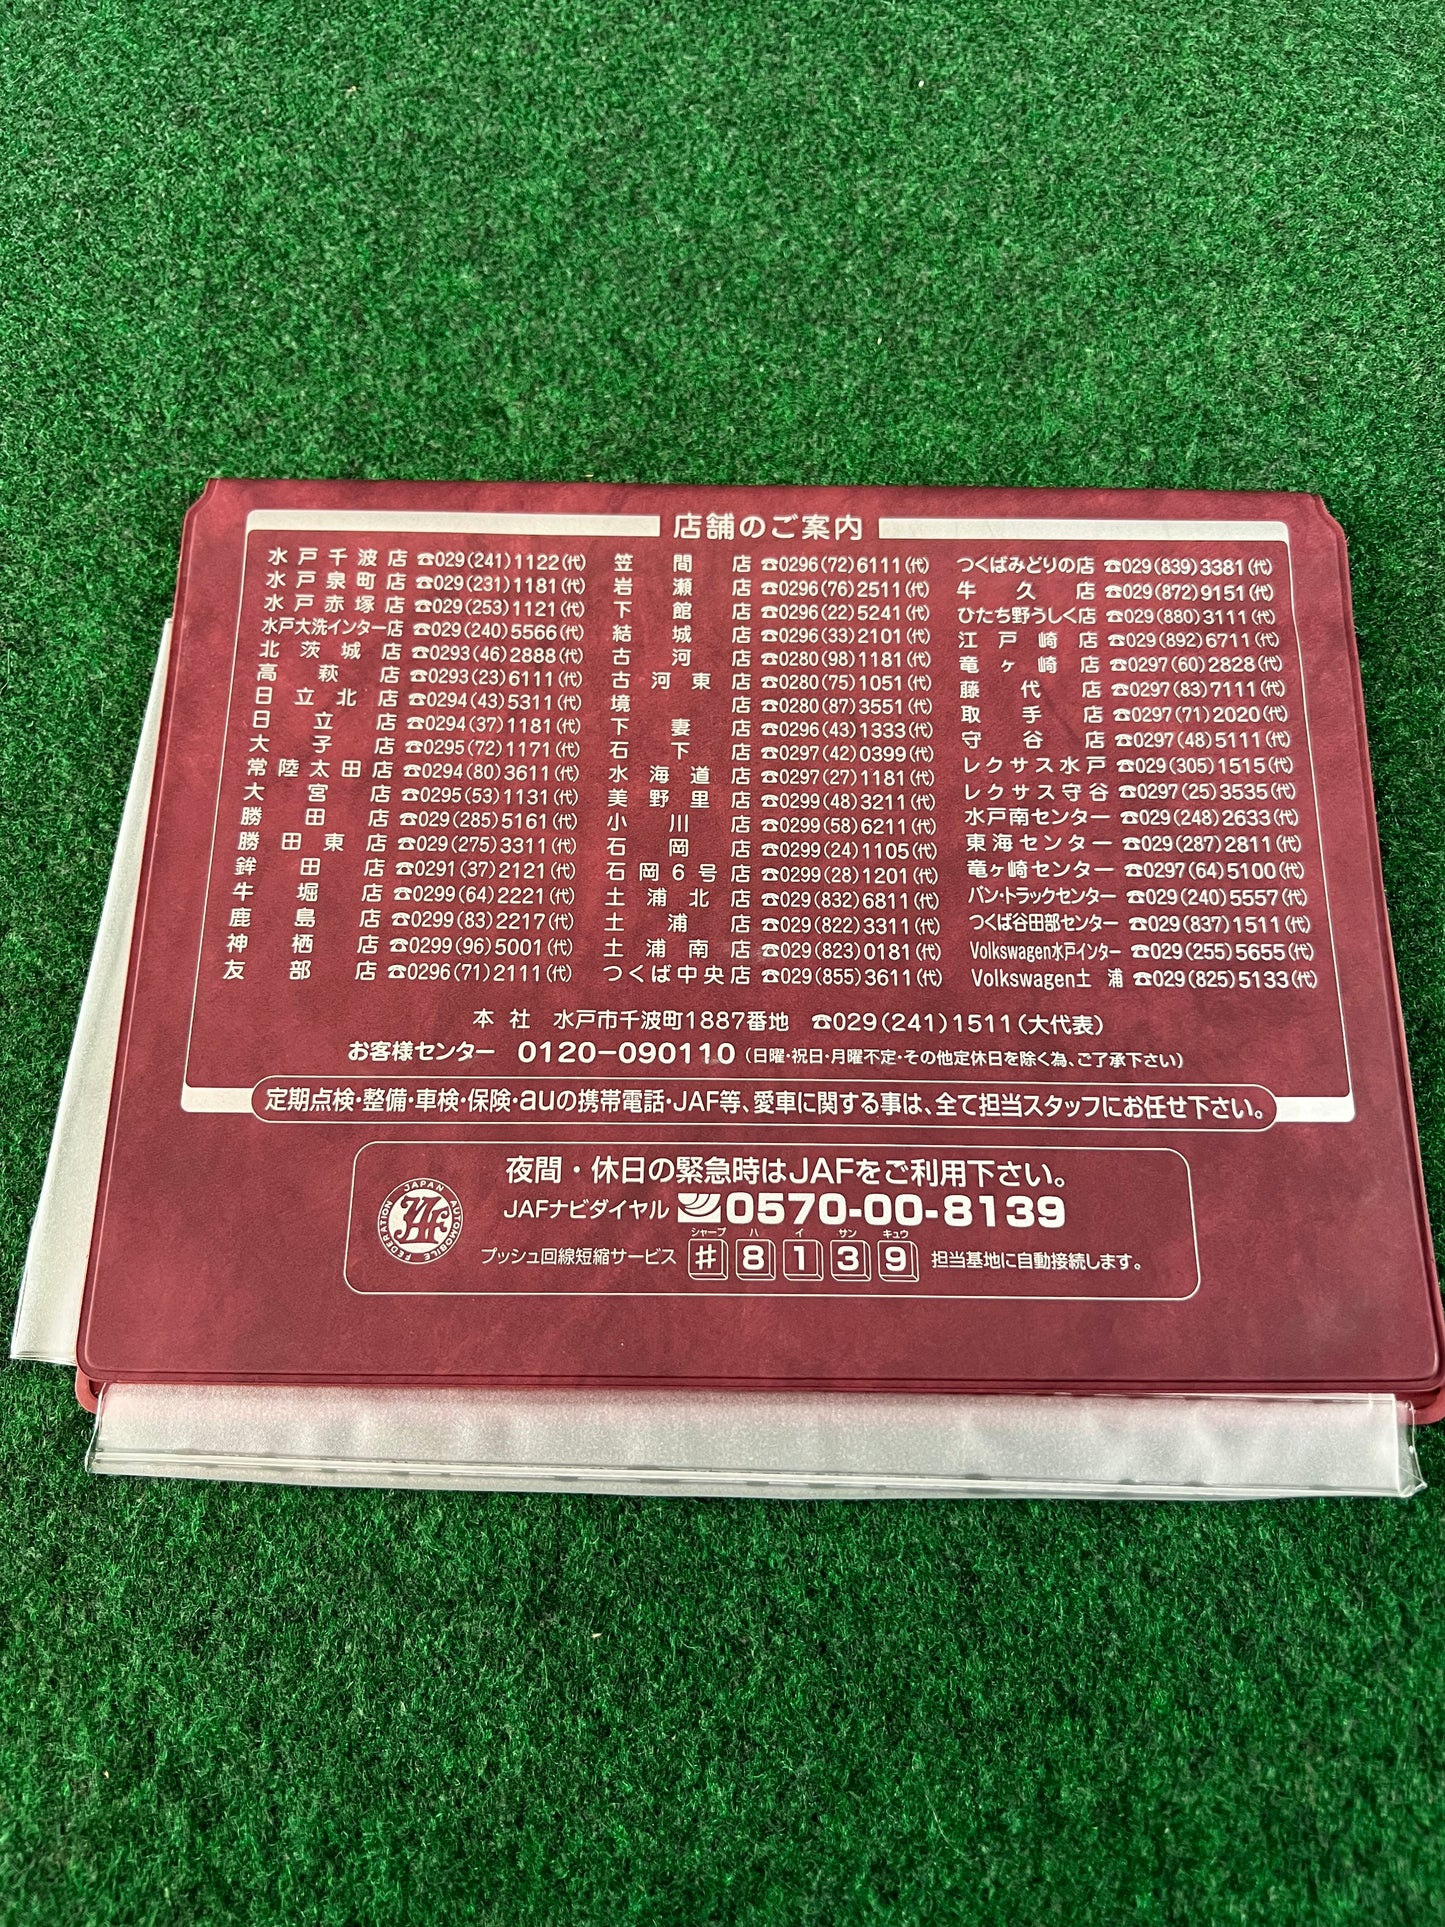 店舗のご案内
水戸千波店 ☎029(241)1122(代)
水戸泉町店 ☎029(231)1181(代)
水戸赤塚店 ☎029(253)1121(代)
水戸大洗インター店 ☎029(240)5566(代)
北茨城店 ☎0293(46)2888(代)
高萩店 ☎0293(23)6111(代)
日立北店 ☎0294(43)5311(代)
日立店 ☎0294(37)1181(代)
大子店 ☎0295(72)1171(代)
常陸太田店 ☎0294(80)3611(代)
大宮店 ☎0295(53)1131(代)
勝田店 ☎029(285)5161(代)
勝田東店 ☎029(275)3311(代)
鉾田店 ☎0291(37)2121(代)
牛堀店 ☎0299(64)2221(代)
鹿島店 ☎0299(83)2217(代)
神栖店 ☎0299(96)5001(代)
友部店 ☎0296(71)2111(代)
笠間店 ☎0296(72)6111(代)
岩瀬店 ☎0296(76)2511(代)
下館店 ☎0296(22)5241(代)
結城店 ☎0296(33)2101(代)
古河店 ☎0280(98)1181(代)
古河東店 ☎0280(75)1051(代)
境店 ☎0280(87)3551(代)
下妻店 ☎0296(43)1333(代)
石下店 ☎0297(42)0399(代)
水海道店 ☎0297(27)1181(代)
美野里店 ☎0299(48)3211(代)
小川店 ☎0299(58)6211(代)
石岡店 ☎0299(24)1105(代)
石岡6号店 ☎0299(28)1201(代)
土浦北店 ☎029(832)6811(代)
土浦店 ☎029(822)3311(代)
土浦南店 ☎029(823)0181(代)
つくば中央店 ☎029(855)3611(代)
つくばみどりの店 ☎029(839)3381(代)
牛久店 ☎029(872)9151(代)
ひたち野うしく店 ☎029(880)3111(代)
江戸崎店 ☎029(892)6711(代)
竜ヶ崎店 ☎0297(60)2828(代)
藤代店 ☎0297(83)7111(代)
取手店 ☎0297(71)2020(代)
守谷店 ☎0297(48)5111(代)
レクサス水戸 ☎029(305)1515(代)
レクサス守谷 ☎0297(25)3535(代)
水戸南センター ☎029(248)2633(代)
東海センター ☎029(287)2811(代)
竜ヶ崎センター ☎0297(64)5100(代)
バン・トラックセンター ☎029(240)5557(代)
つくば谷田部センター ☎029(837)1511(代)
Volkswagen水戸インター ☎029(255)5655(代)
Volkswagen土浦 ☎029(825)5133(代)
本社 水戸市千波町1887番地 ☎029(241)1511(大代表)
お客様センター 0120-090110(日曜・祝日・月曜不定・その他定休日を除く為、ご了承下さい)
定期点検・整備・車検・保険・auの携帯電話・JAF等、愛車に関する事は、全て担当スタッフにお任せ下さい。
夜間・休日の緊急時はJAFをご利用下さい。
JAFナビダイヤル 0570-00-8139
シャープ ハ イ サン キュウ
プッシュ回線短縮サービス #8139 担当基地に自動接続します。
JAPAN AUTOMOBILE FEDERATION
JAF